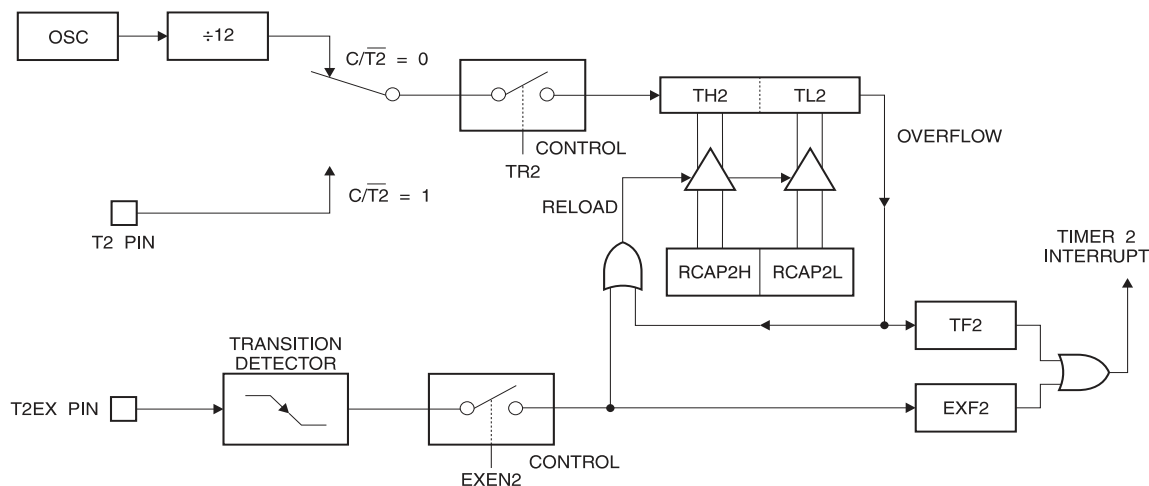 OSC
÷12
C/T2 = 0
TH2
TL2
OVERFLOW
CONTROL
TR2
C/T2 = 1
RELOAD
T2 PIN
TIMER 2
INTERRUPT
RCAP2H
RCAP2L
TF2
TRANSITION
DETECTOR
T2EX PIN
EXF2
CONTROL
EXEN2